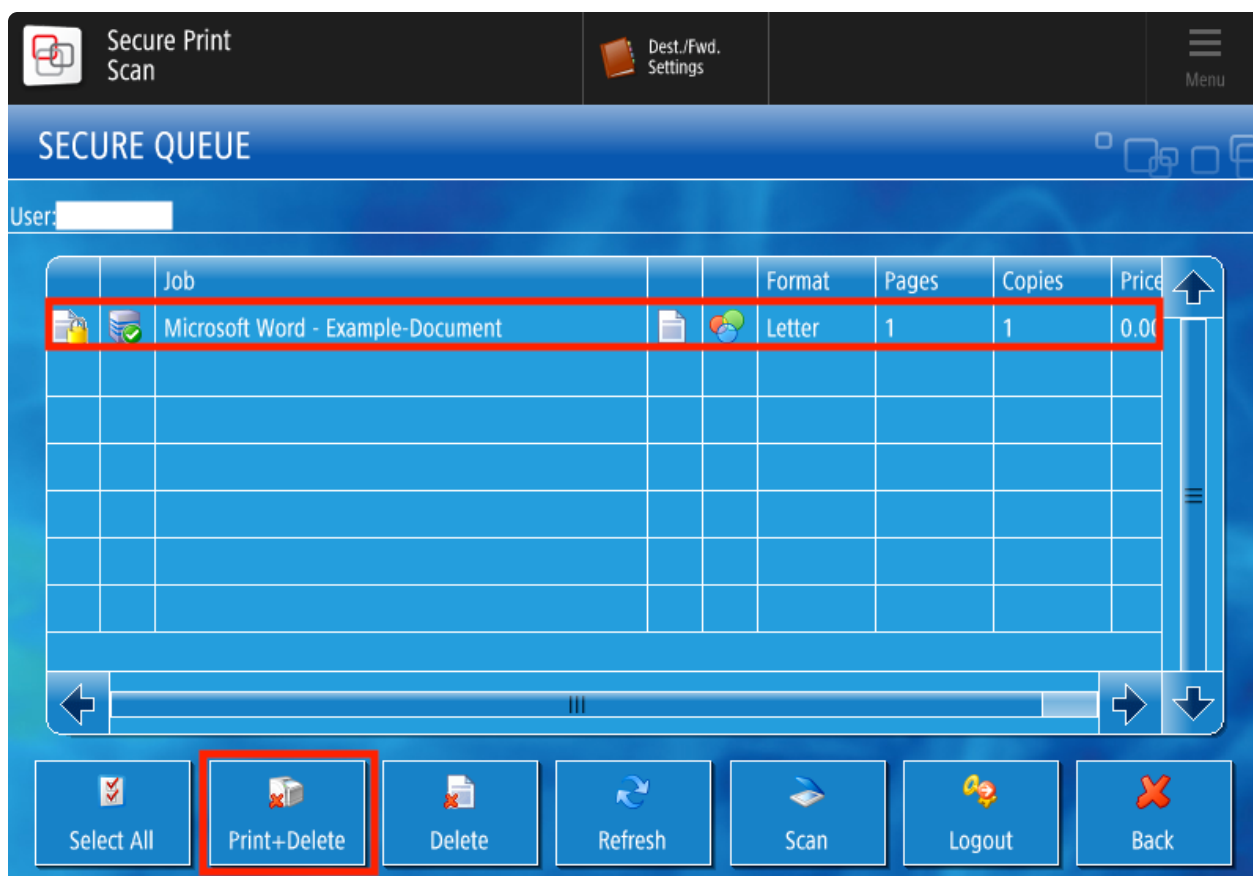 Secure Print
Scan
Dest./Fwd.
Settings
Menu
SECURE QUEUE
User:
Job Format Pages Copies Price
Microsoft Word - Example-Document Letter 1 1 0.00
Select All Print+Delete Delete Refresh Scan Logout Back